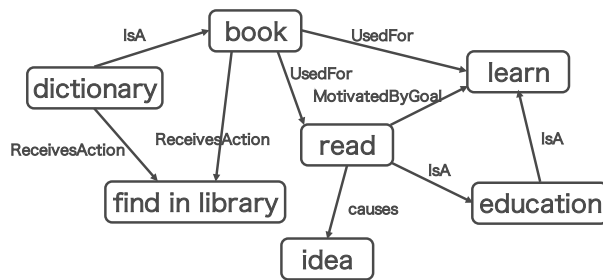 IsA
book
UsedFor
dictionary
UsedFor
learn
MotivatedByGoal
ReceivesAction
ReceivesAction
read
IsA
IsA
find in library
causes
education
idea